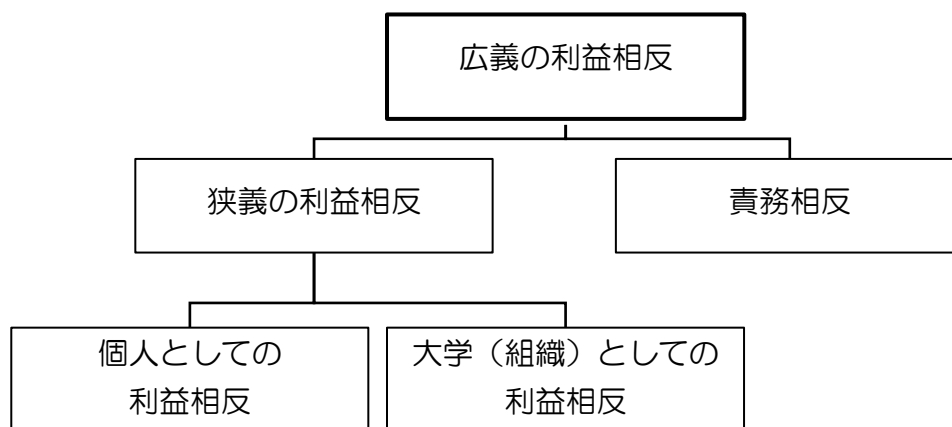 広義の利益相反
狭義の利益相反
責務相反
個人としての
利益相反
大学（組織）としての
利益相反